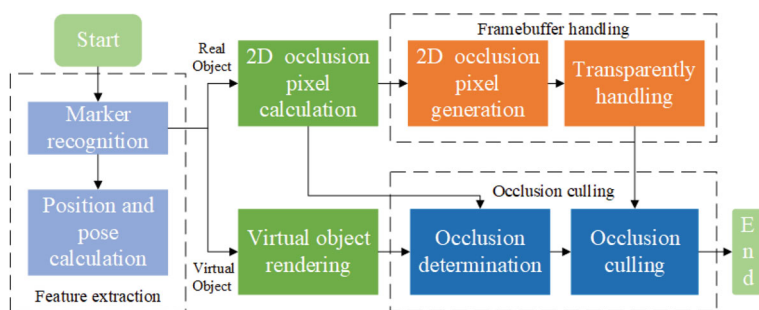 Start
Marker
recognition
Position and
pose calculation
Feature extraction
Real
Object
2D occlusion
pixel
calculation
Virtual
Object
Virtual object
rendering
Framebuffer handling
2D occlusion
pixel
generation
Transparently
handling
Occlusion culling
Occlusion
determination
Occlusion
culling
E
n
d